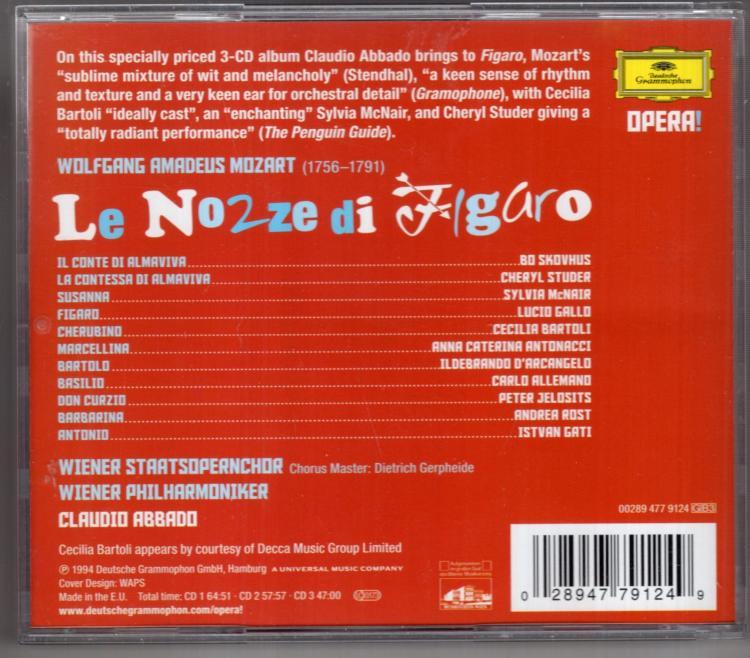 On this specially priced 3-CD album Claudio Abbado brings to Figaro, Mozart's
"sublime mixture of wit and melancholy" (Stendhal), "a keen sense of rhythm
and texture and a very keen ear for orchestral detail" (Gramophone), with Cecilia
Bartoli "ideally cast", an "enchanting" Sylvia McNair, and Cheryl Studer giving a
"totally radiant performance" (The Penguin Guide).
Deutsche
Grammophon
OPERA!
WOLFGANG AMADEUS MOZART (1756–1791)
Le Nozze di Figaro
IL CONTE DI ALMAVIVA BO SKOVHUS
LA CONTESSA DI ALMAVIVA CHERYL STUDER
SUSANNA SYLVIA McNAIR
FIGARO LUCIO GALLO
CHERUBINO CECILIA BARTOLI
MARCELLINA ANNA CATERINA ANTONACCI
BARTOLO ILDEBRANDO D'ARCANGELO
BASILIO CARLO ALLEMANO
DON CURZIO PETER JELOSITS
BARBARINA ANDREA ROST
ANTONIO ISTVAN GATI
WIENER STAATSOPERNCHOR Chorus Master: Dietrich Gerpheide
WIENER PHILHARMONIKER
CLAUDIO ABBADO
00289 477 9124 GB3
Cecilia Bartoli appears by courtesy of Decca Music Group Limited
℗ 1994 Deutsche Grammophon GmbH, Hamburg A UNIVERSAL MUSIC COMPANY
Cover Design: WAPS
Made in the E.U. Total time: CD 1 64:51 · CD 2 57:57 · CD 3 47:00
www.deutschegrammophon.com/opera!
0 28947 79124 9